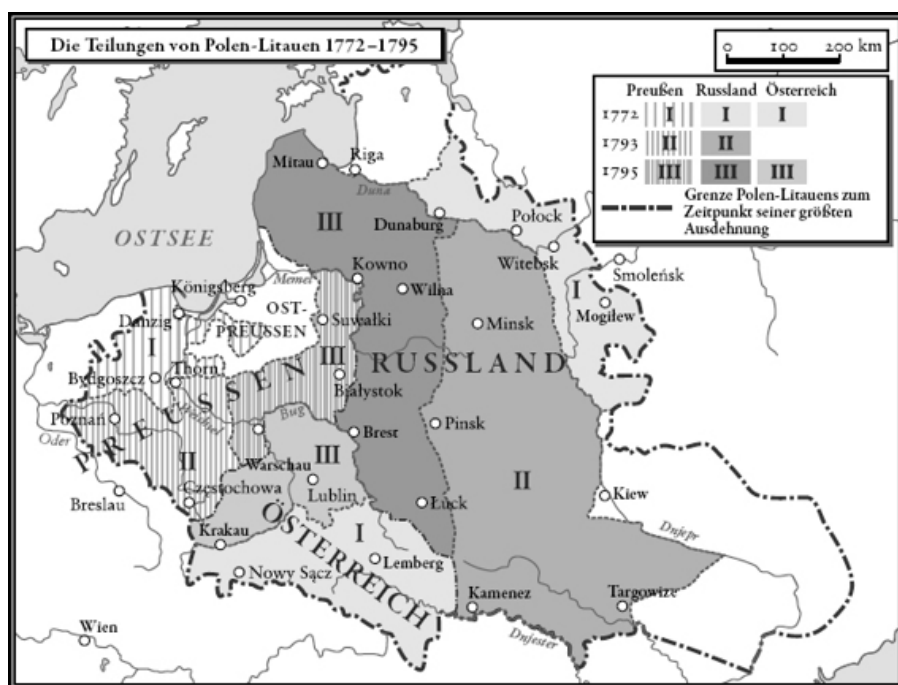 Die Teilungen von Polen-Litauen 1772–1795
0 100 200 km
Preußen Russland Österreich
1772 I I I
1793 II II
1795 III III III
Grenze Polen-Litauens zum
Zeitpunkt seiner größten
Ausdehnung
Mitau
Riga
Duna
III
Dunaburg
Połock
Witebsk
Smoleńsk
OSTSEE
Kowno
Memel
Königsberg
Wilna
I
Mogiłew
OST-
PREUSSEN
Danzig
Suwałki
Minsk
I
III
RUSSLAND
Thorn
Bydgoszcz
Białystok
PREUSSEN
Weichsel
Bug
Poznań
Oder
Brest
Pinsk
II
Warschau
III
II
Częstochowa
Lublin
Breslau
Łuck
Kiew
Dnjepr
ÖSTERREICH
Krakau
I
Lemberg
Nowy Sącz
Kamenez
Targowize
Wien
Dnjester